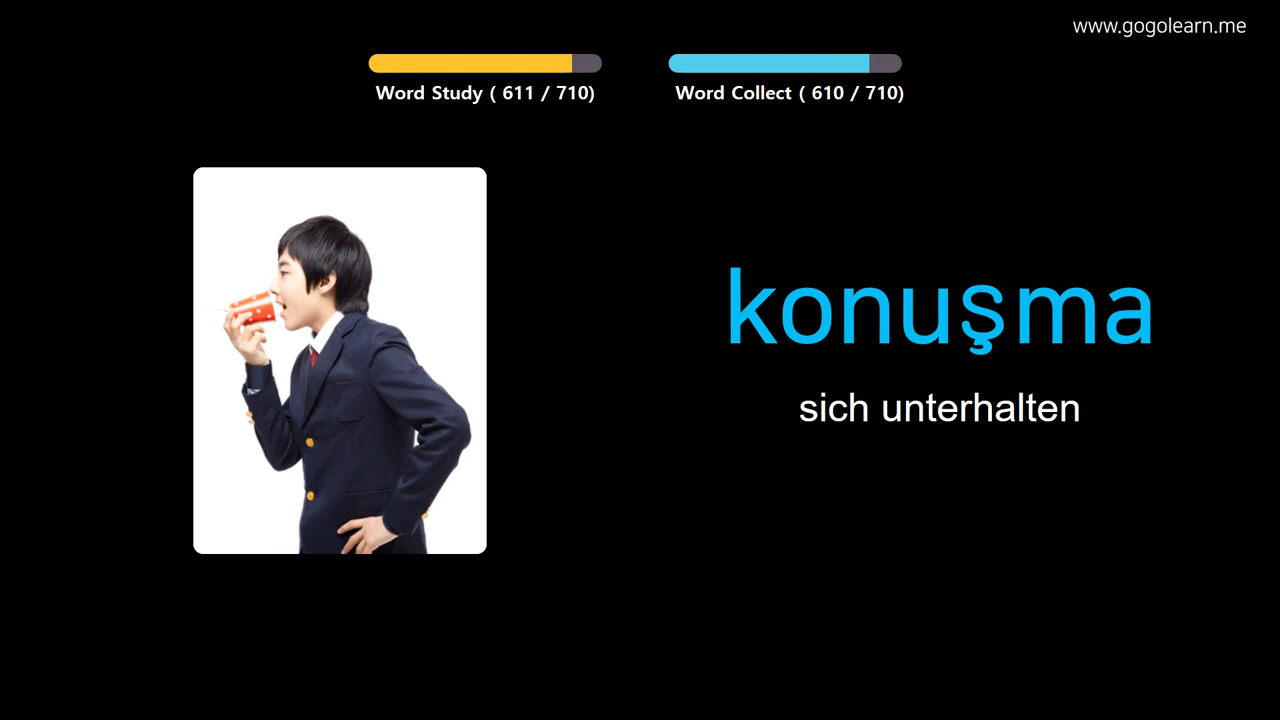 www.gogolearn.me
Word Study ( 611 / 710)
Word Collect ( 610 / 710)
konuşma
sich unterhalten